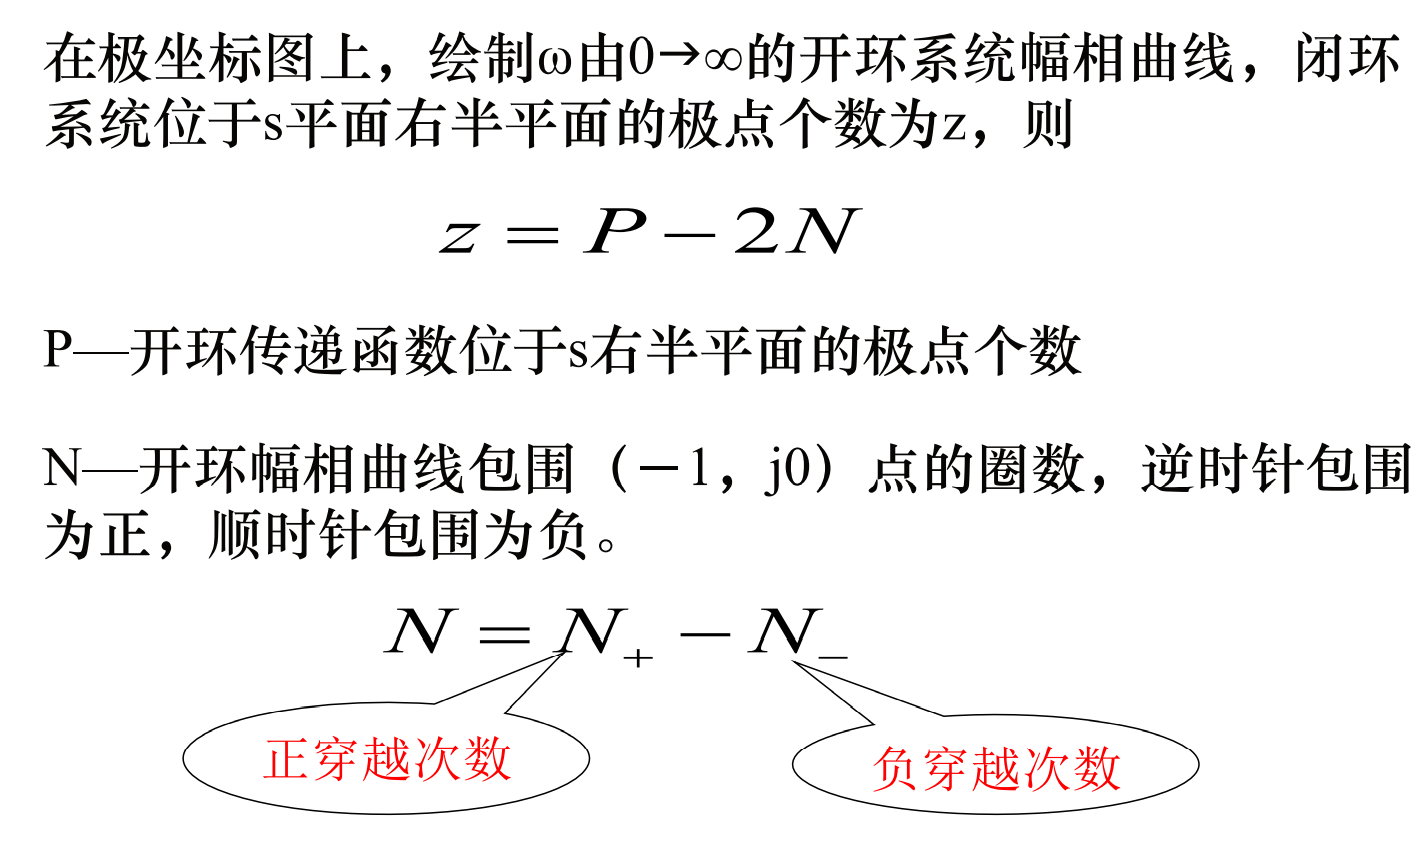 在极坐标图上，绘制ω由0→∞的开环系统幅相曲线，闭环
系统位于s平面右半平面的极点个数为z，则
z = P − 2N
P—开环传递函数位于s右半平面的极点个数
N—开环幅相曲线包围（−1，j0）点的圈数，逆时针包围
为正，顺时针包围为负。
N = N₊ − N₋
正穿越次数
负穿越次数